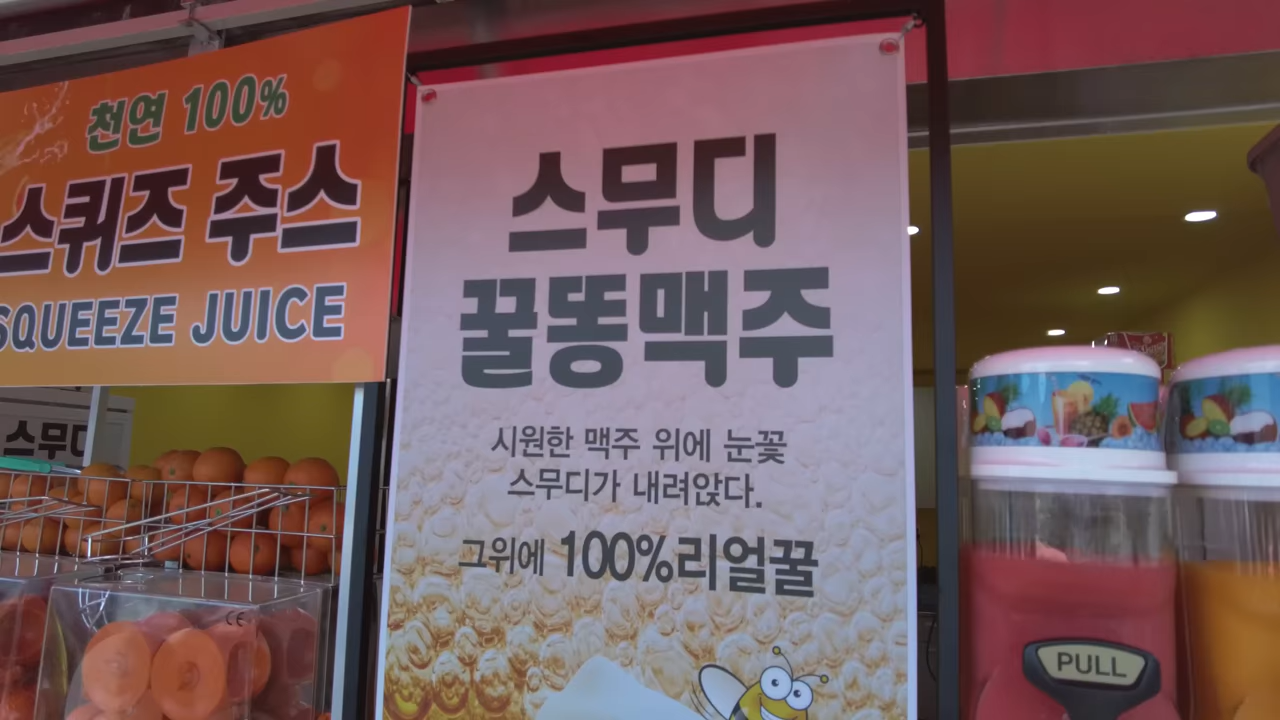 천연 100%
스퀴즈 주스
SQUEEZE JUICE
스무디
꿀똥맥주
시원한 맥주 위에 눈꽃
스무디가 내려앉다.
그위에 100%리얼꿀
스무디
CE
PULL